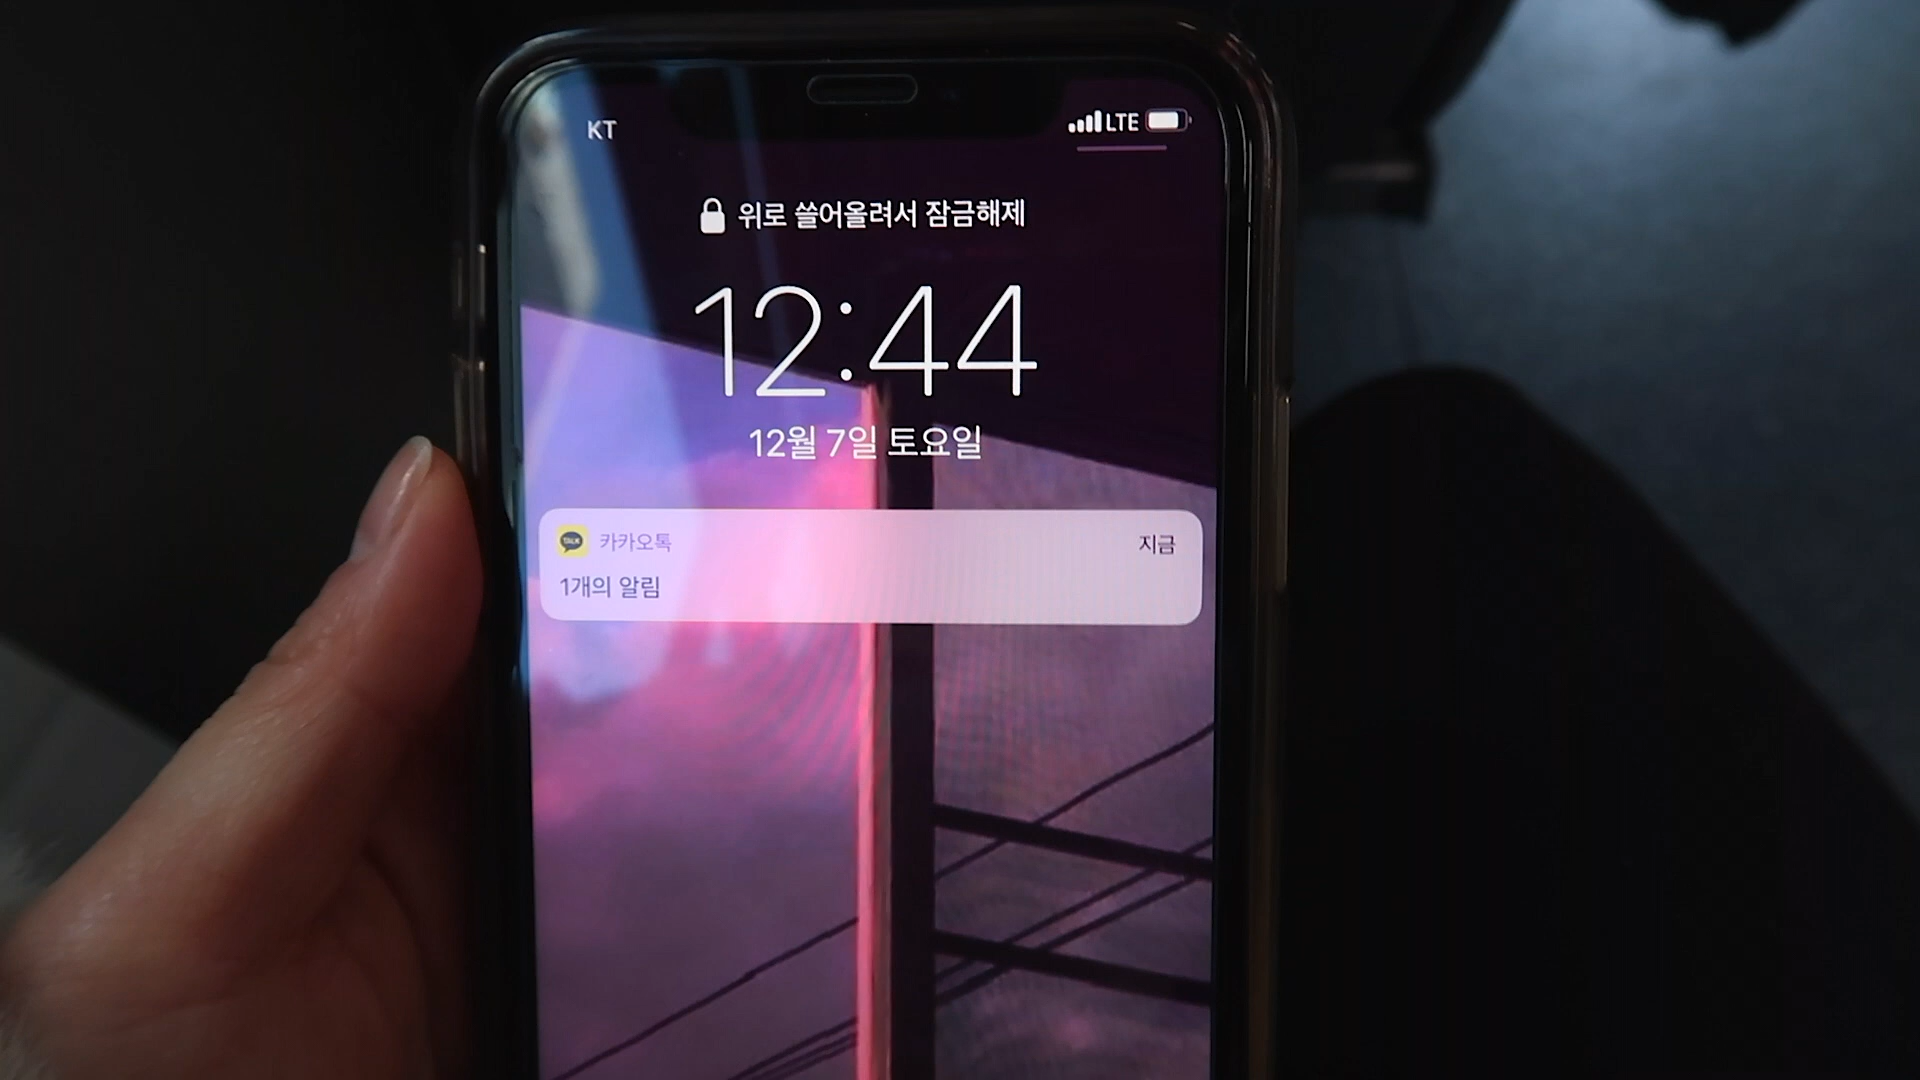 KT
LTE
위로 쓸어올려서 잠금해제
12:44
12월 7일 토요일
TALK 카카오톡 지금
1개의 알림